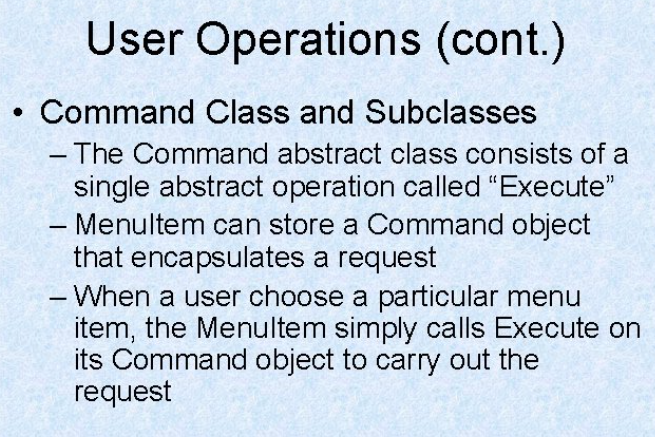 User Operations (cont.)
• Command Class and Subclasses
– The Command abstract class consists of a
single abstract operation called “Execute”
– MenuItem can store a Command object
that encapsulates a request
– When a user choose a particular menu
item, the MenuItem simply calls Execute on
its Command object to carry out the
request